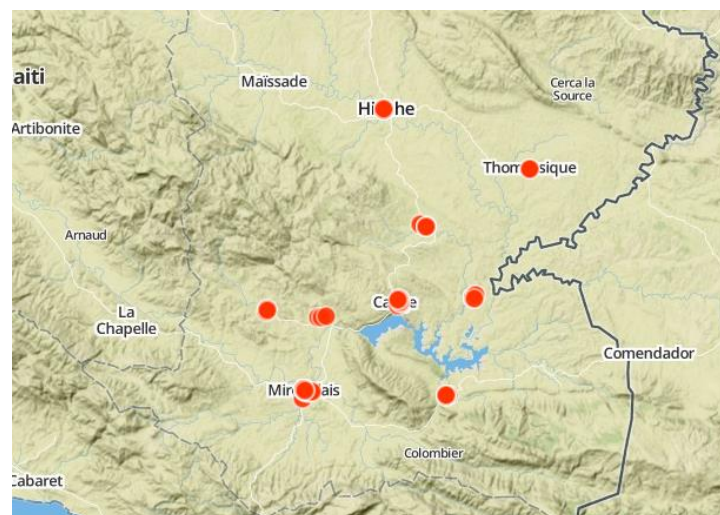 aiti
Maïssade
Cerca la
Source
Artibonite
Arnaud
La
Chapelle
Comendador
Colombier
Cabaret